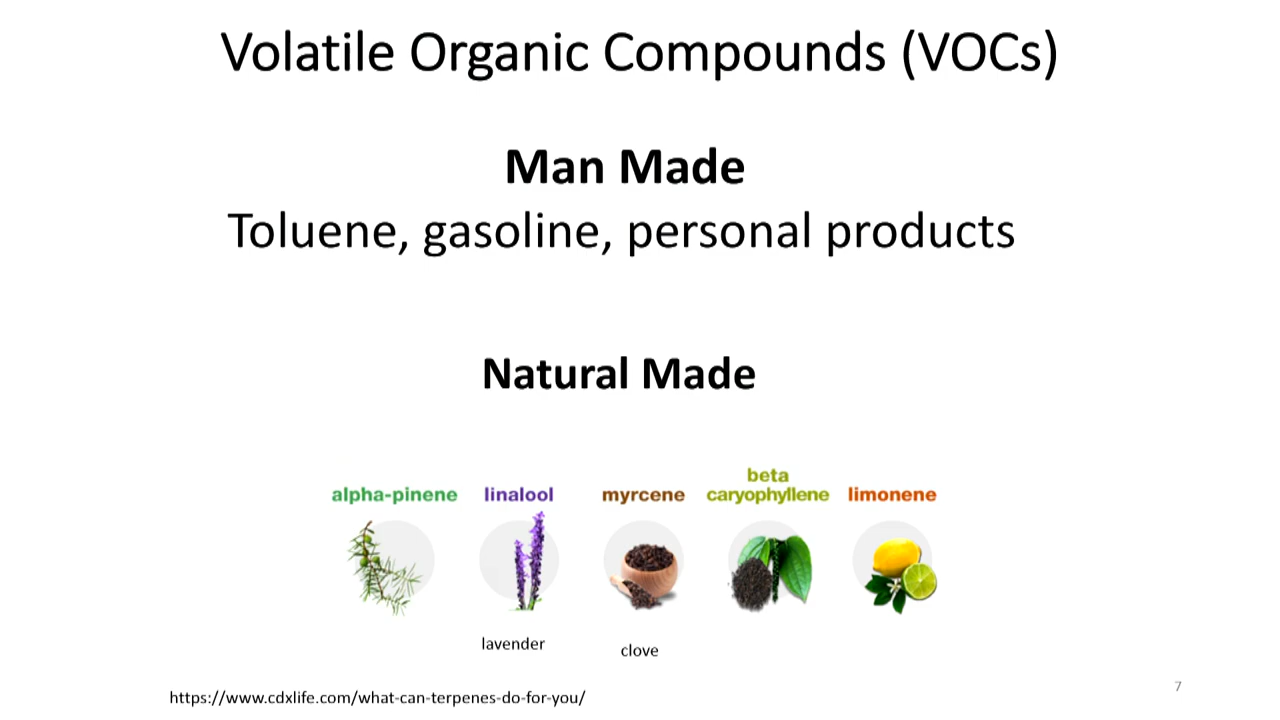 Volatile Organic Compounds (VOCs)
Man Made
Toluene, gasoline, personal products
Natural Made
alpha-pinene
linalool
myrcene
beta
caryophyllene
limonene
lavender
clove
https://www.cdxlife.com/what-can-terpenes-do-for-you/
7